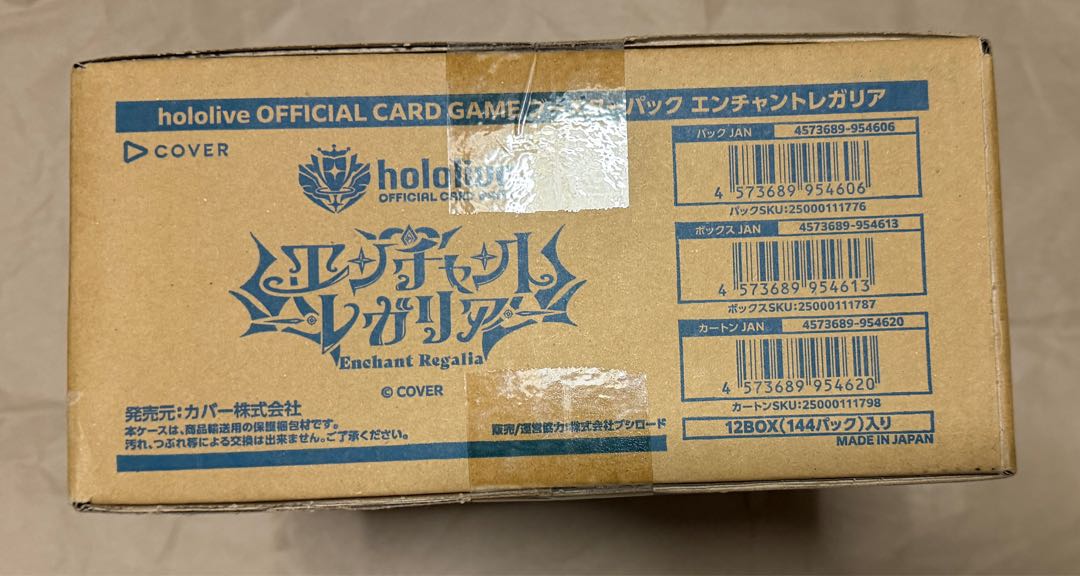 hololive OFFICIAL CARD GAME ブースターパック エンチャントレガリア
COVER
hololive
OFFICIAL CARD GAME
エンチャント
レガリア
Enchant Regalia
© COVER
発売元:カバー株式会社
本ケースは、商品輸送用の保護梱包材です。
汚れ、つぶれ等による交換は出来ません。ご了承ください。
販売/運営協力:株式会社ブシロード
パック JAN 4573689-954606
4 573689 954606
パックSKU:25000111776
ボックス JAN 4573689-954613
4 573689 954613
ボックスSKU:25000111787
カートン JAN 4573689-954620
4 573689 954620
カートンSKU:25000111798
12BOX(144パック)入り
MADE IN JAPAN